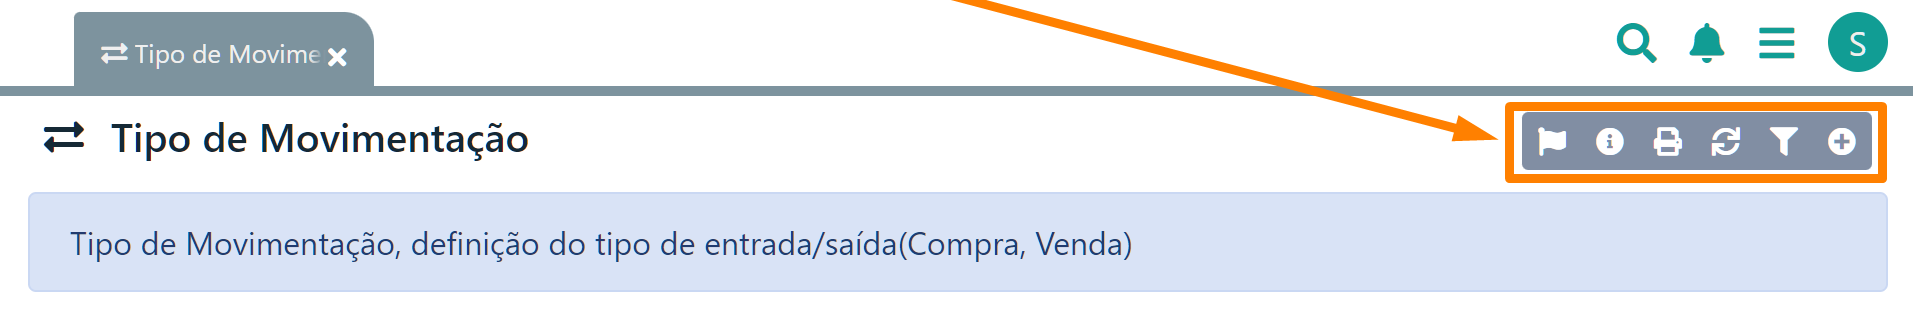 Tipo de Movime
S
Tipo de Movimentação
Tipo de Movimentação, definição do tipo de entrada/saída(Compra, Venda)